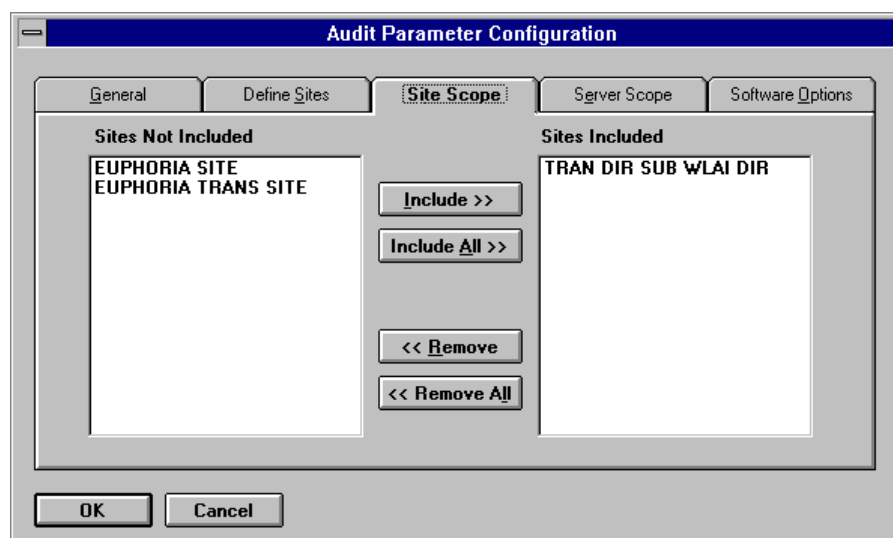 Audit Parameter Configuration
General
Define Sites
Site Scope
Server Scope
Software Options
Sites Not Included
Sites Included
EUPHORIA SITE
EUPHORIA TRANS SITE
TRAN DIR SUB WLAI DIR
Include >>
Include All >>
<< Remove
<< Remove All
OK
Cancel